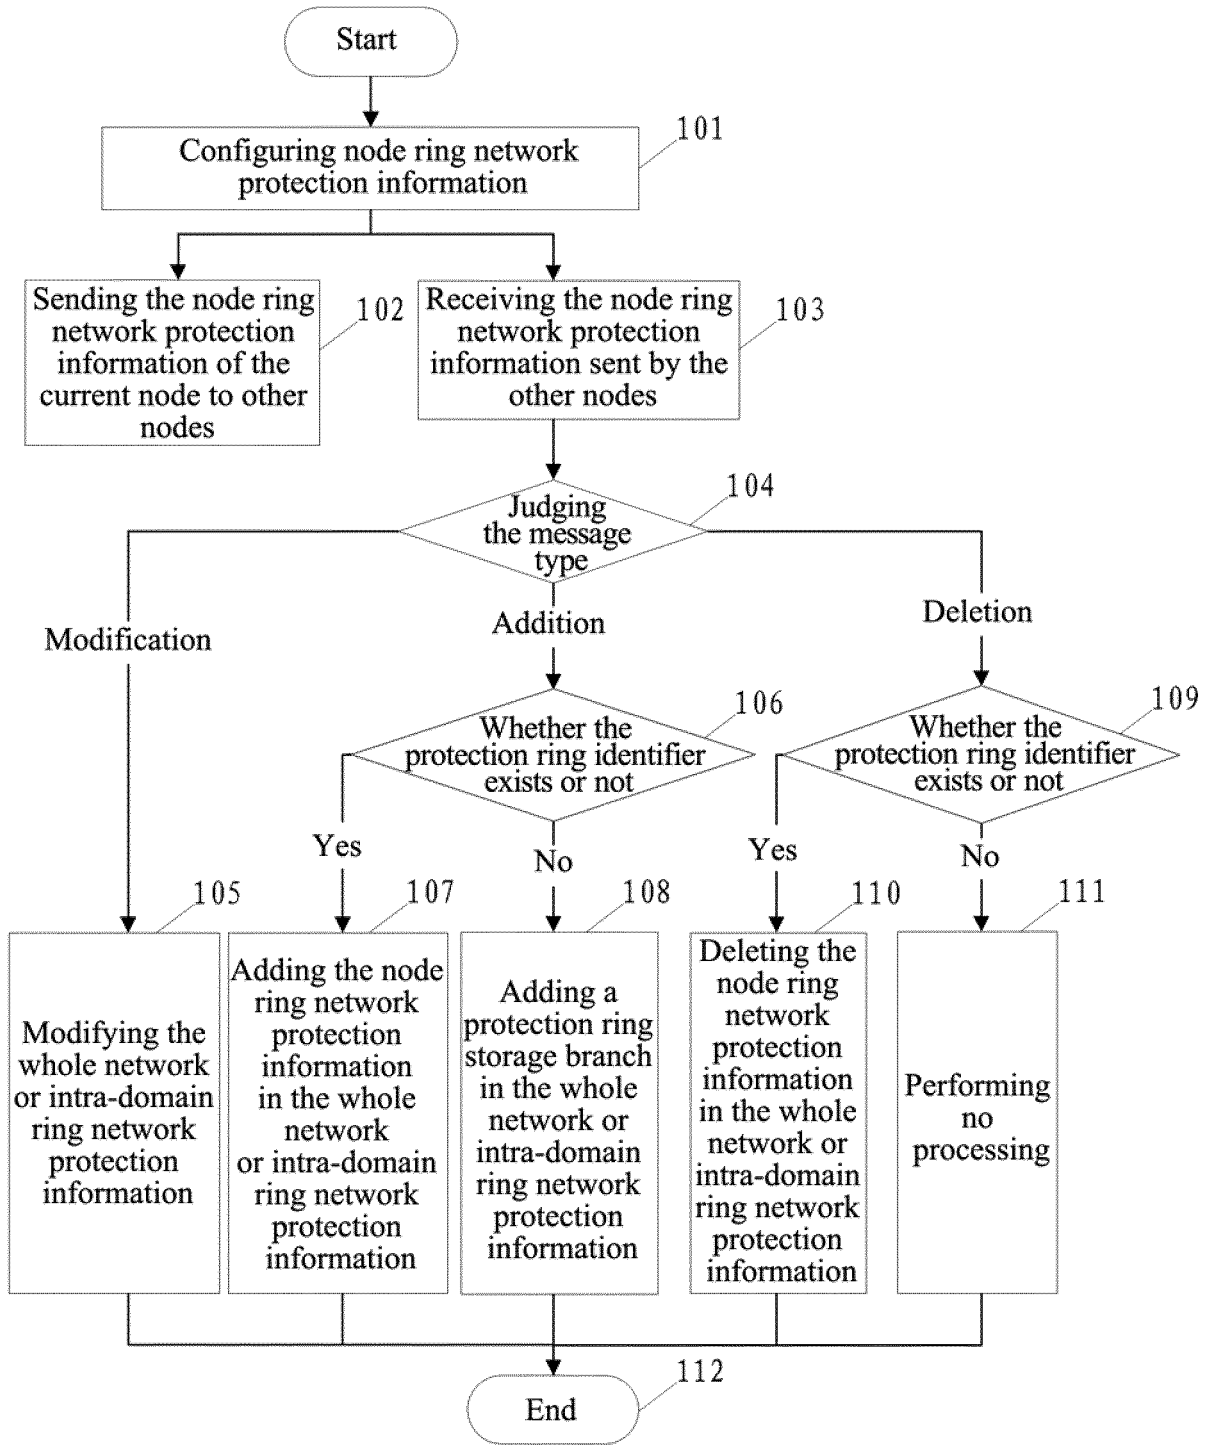 Start
101
Configuring node ring network
protection information
Sending the node ring
network protection
information of the
current node to other
nodes
102
Receiving the node ring
network protection
information sent by the
other nodes
103
Judging
the message
type
104
Modification
Addition
Deletion
Whether the
protection ring identifier
exists or not
106
Whether the
protection ring identifier
exists or not
109
Yes
No
Yes
No
105
107
108
110
111
Modifying the
whole network
or intra-domain
ring network
protection
information
Adding the node
ring network
protection
information
in the whole
network
or intra-domain
ring network
protection
information
Adding a
protection ring
storage branch
in the whole
network or
intra-domain
ring network
protection
information
Deleting the
node ring
network
protection
information
in the whole
network or
intra-domain
ring network
protection
information
Performing
no
processing
112
End